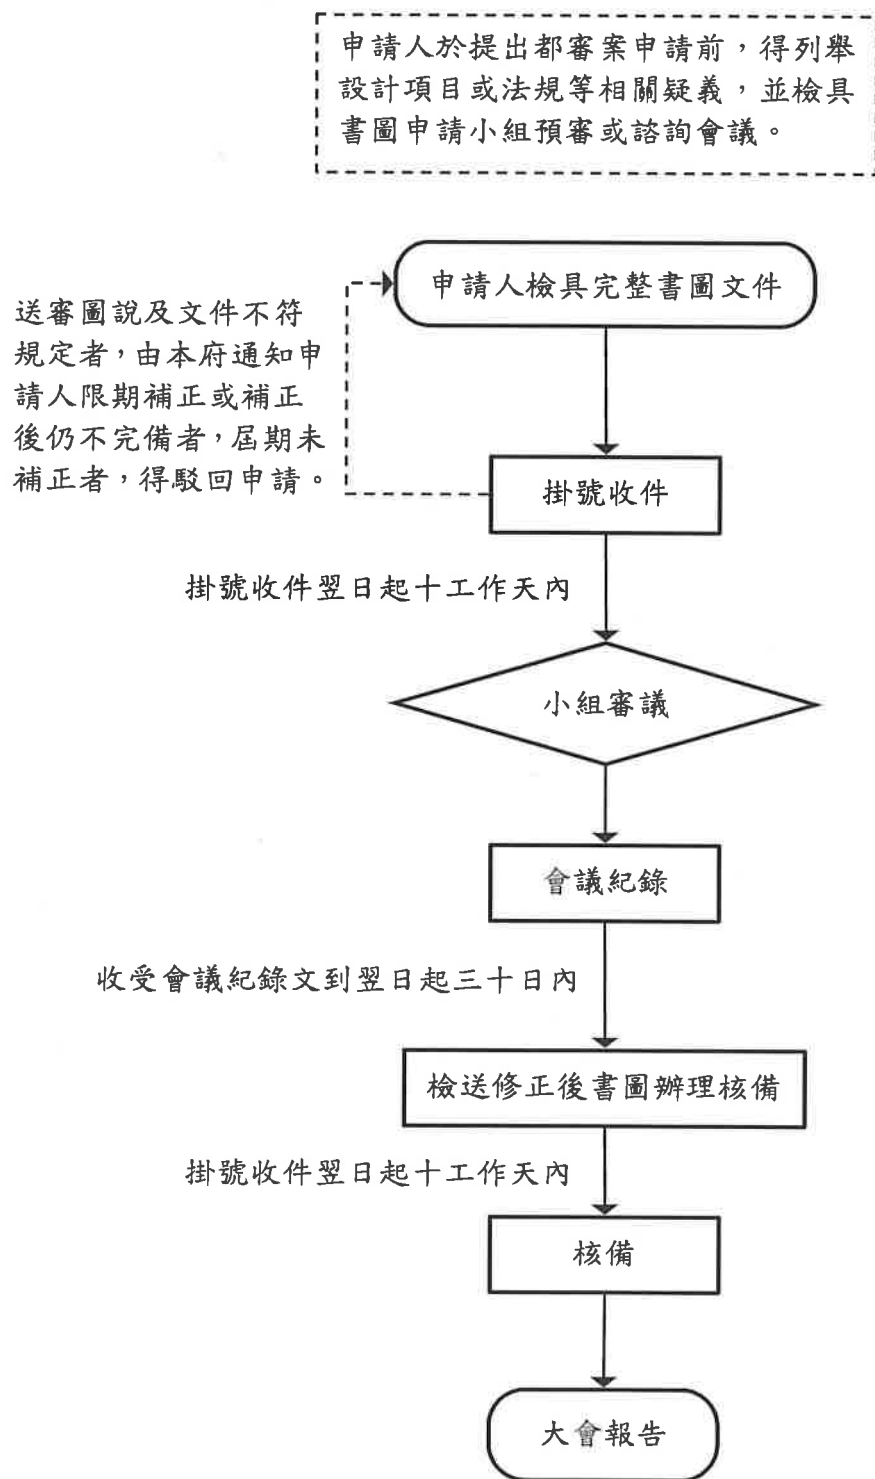 申請人於提出都審案申請前，得列舉
設計項目或法規等相關疑義，並檢具
書圖申請小組預審或諮詢會議。
申請人檢具完整書圖文件
送審圖說及文件不符
規定者，由本府通知申
請人限期補正或補正
後仍不完備者，屆期未
補正者，得駁回申請。
掛號收件
掛號收件翌日起十工作天內
小組審議
會議紀錄
收受會議紀錄文到翌日起三十日內
檢送修正後書圖辦理核備
掛號收件翌日起十工作天內
核備
大會報告